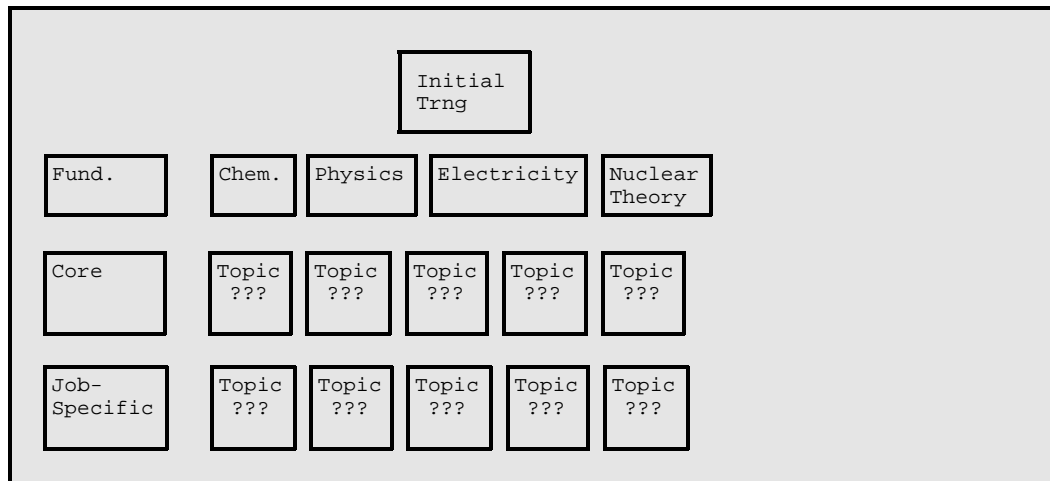 Initial
Trng
Fund.
Chem.
Physics
Electricity
Nuclear
Theory
Core
Topic
???
Topic
???
Topic
???
Topic
???
Topic
???
Job-
Specific
Topic
???
Topic
???
Topic
???
Topic
???
Topic
???